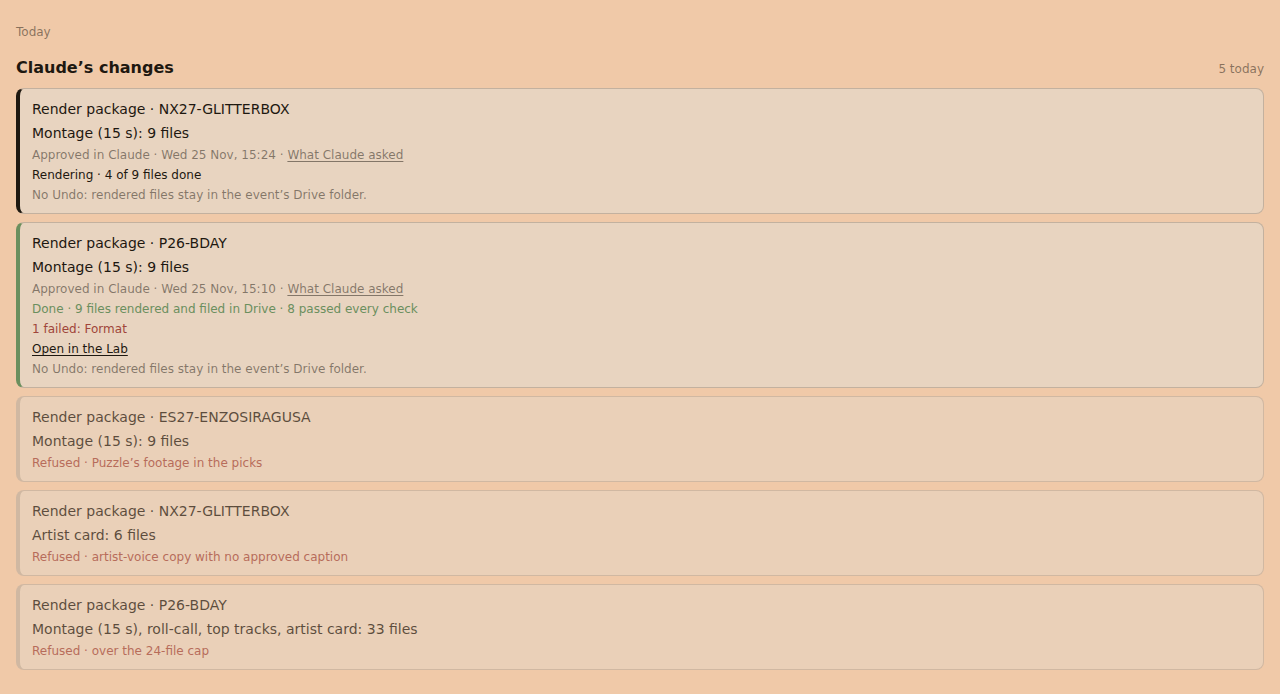 Today
Claude’s changes
5 today
Render package · NX27-GLITTERBOX
Montage (15 s): 9 files
Approved in Claude · Wed 25 Nov, 15:24 · What Claude asked
Rendering · 4 of 9 files done
No Undo: rendered files stay in the event’s Drive folder.
Render package · P26-BDAY
Montage (15 s): 9 files
Approved in Claude · Wed 25 Nov, 15:10 · What Claude asked
Done · 9 files rendered and filed in Drive · 8 passed every check
1 failed: Format
Open in the Lab
No Undo: rendered files stay in the event’s Drive folder.
Render package · ES27-ENZOSIRAGUSA
Montage (15 s): 9 files
Refused · Puzzle’s footage in the picks
Render package · NX27-GLITTERBOX
Artist card: 6 files
Refused · artist-voice copy with no approved caption
Render package · P26-BDAY
Montage (15 s), roll-call, top tracks, artist card: 33 files
Refused · over the 24-file cap